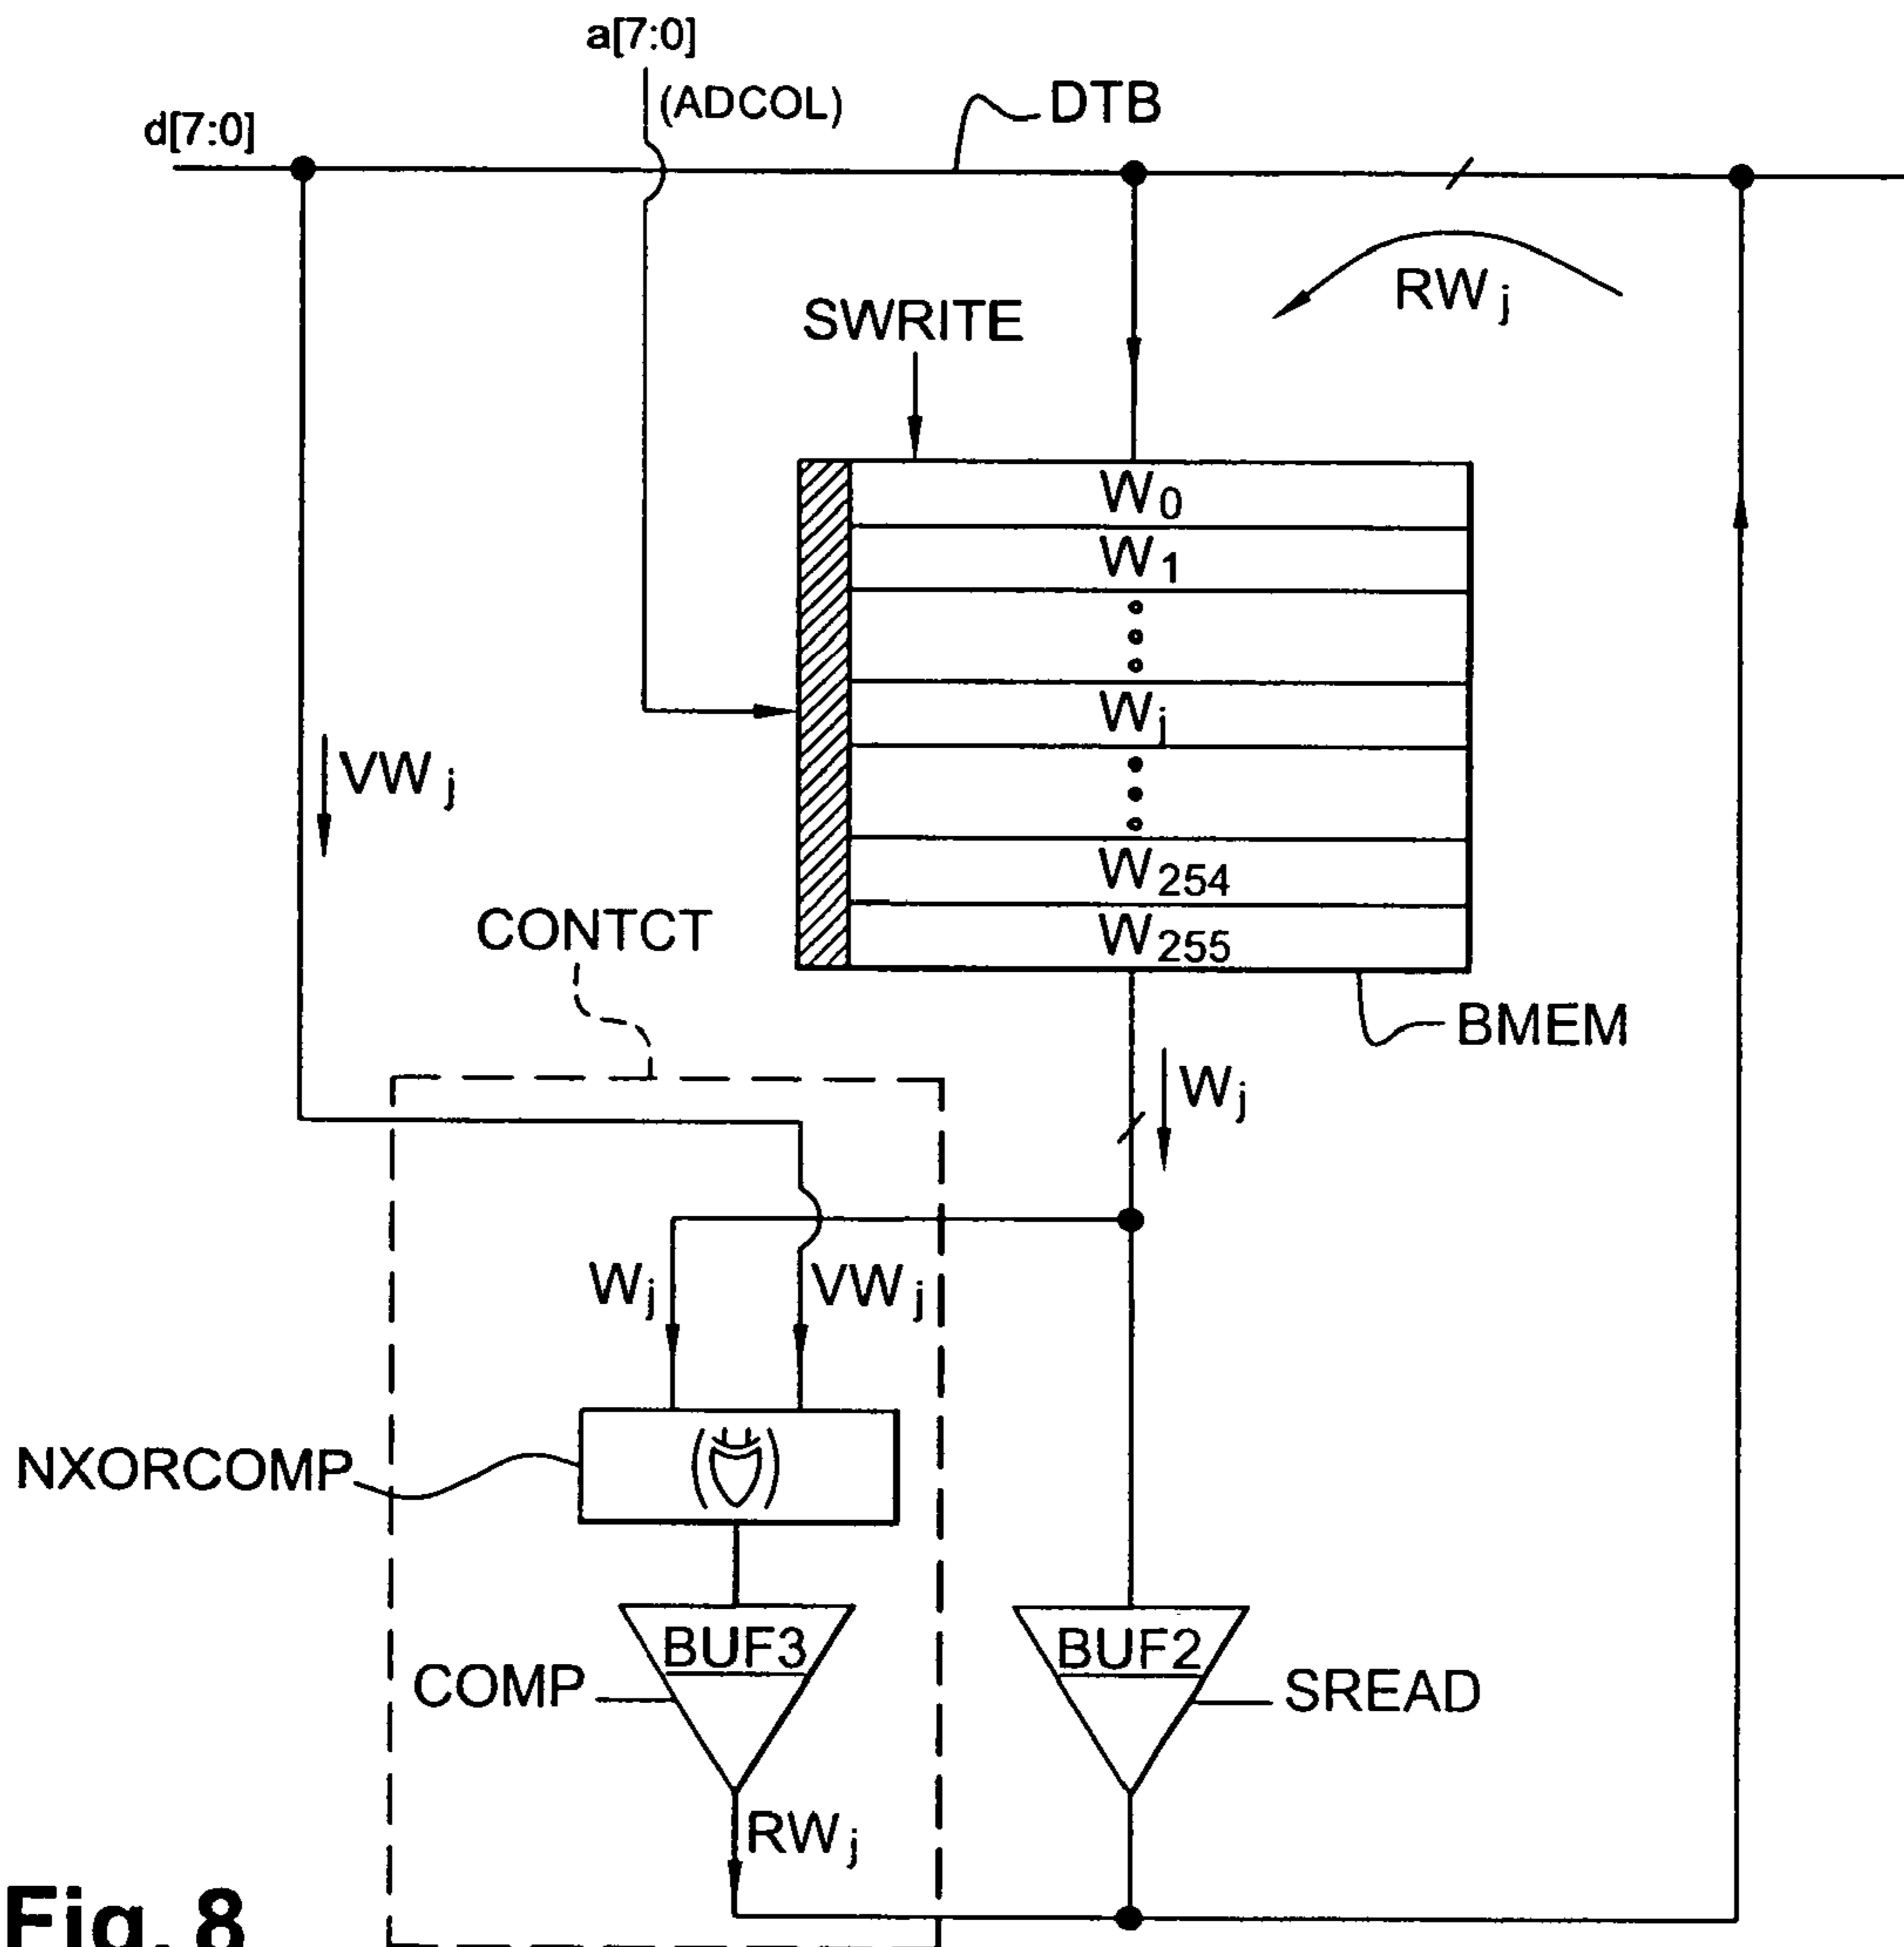 a[7:0]
(ADCOL)
DTB
d[7:0]
RWj
SWRITE
W0
W1
Wj
VWj
W254
CONTCT
W255
BMEM
Wj
Wj
VWj
NXORCOMP
BUF3
BUF2
COMP
SREAD
RWj
Fig. 8